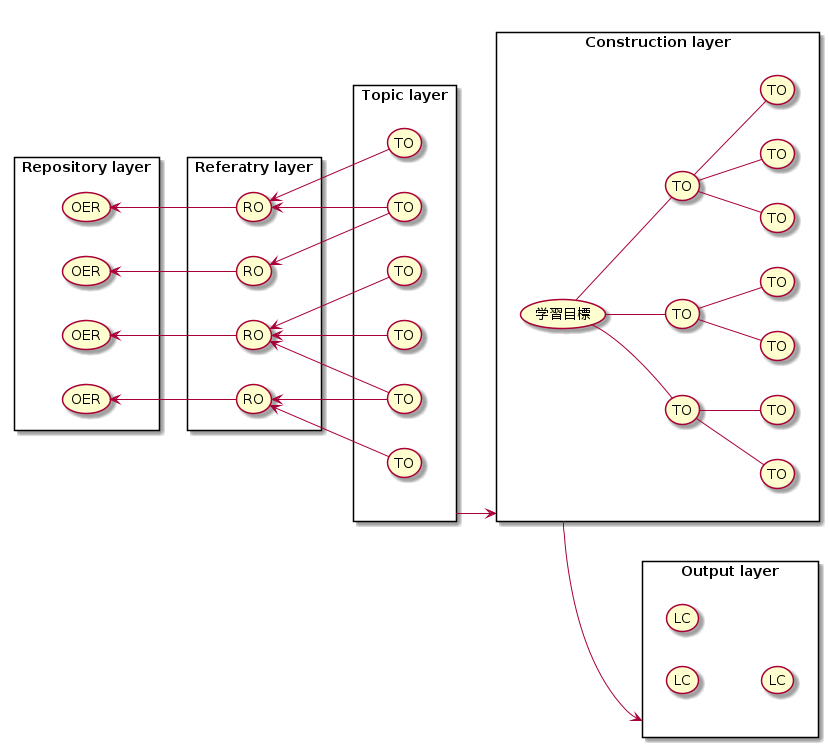 Repository layer
OER
OER
OER
OER
Referatry layer
RO
RO
RO
RO
Topic layer
TO
TO
TO
TO
TO
TO
Construction layer
学習目標
TO
TO
TO
TO
TO
TO
TO
TO
TO
TO
Output layer
LC
LC
LC